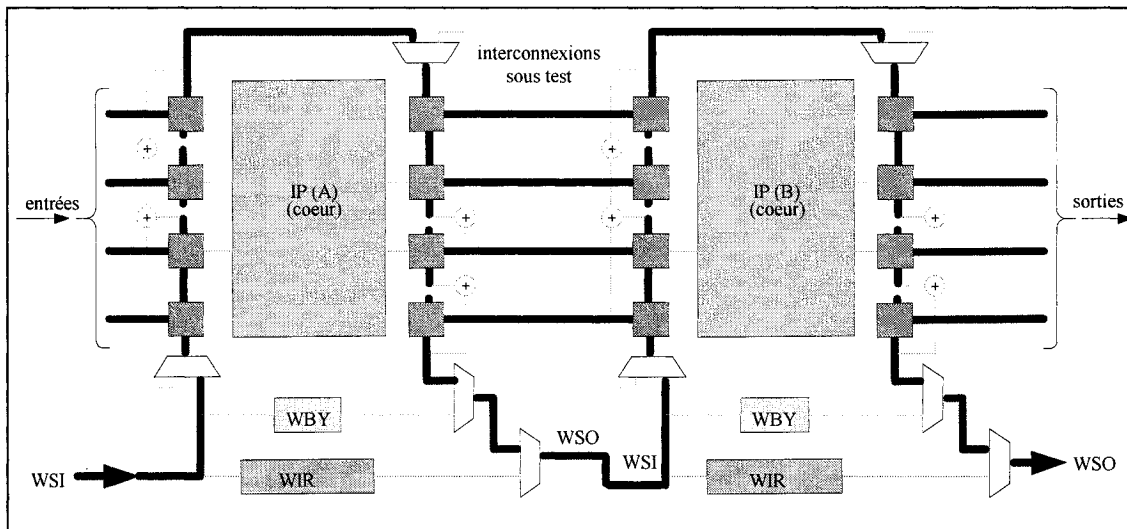 interconnexions
sous test
+
+
+
+
+
+
+
+
IP (A)
(coeur)
IP (B)
(coeur)
entrées
sorties
WBY
WBY
WSO
WSI
WSI
WIR
WIR
WSO